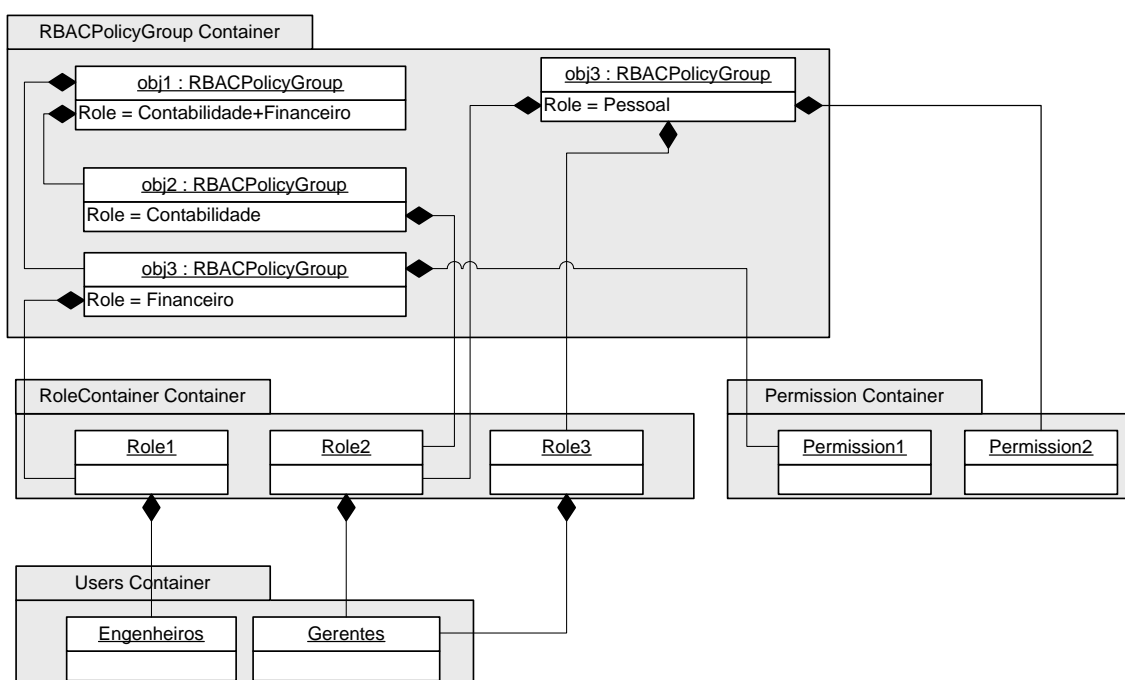 RBACPolicyGroup Container
obj1 : RBACPolicyGroup
Role = Contabilidade+Financeiro
obj3 : RBACPolicyGroup
Role = Pessoal
obj2 : RBACPolicyGroup
Role = Contabilidade
obj3 : RBACPolicyGroup
Role = Financeiro
RoleContainer Container
Role1
Role2
Role3
Permission Container
Permission1
Permission2
Users Container
Engenheiros
Gerentes